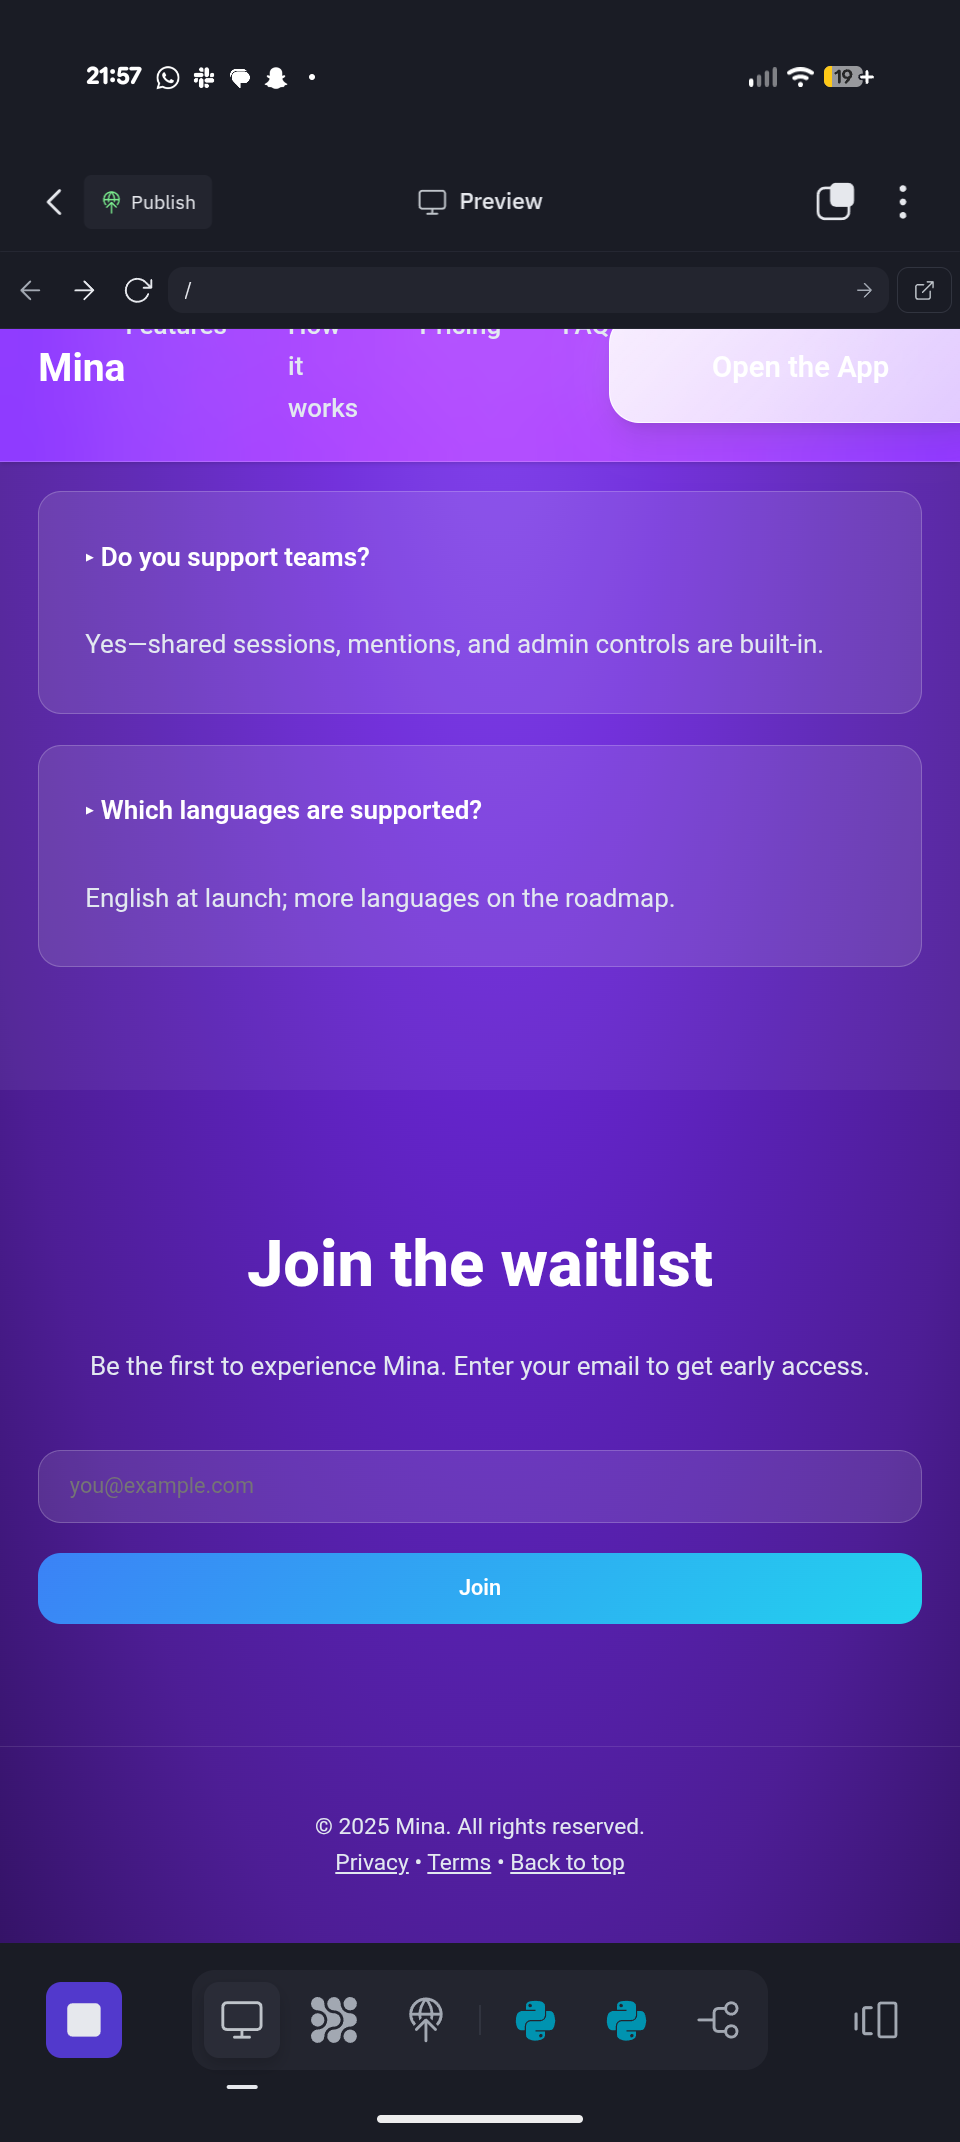 21:57
19+
Publish
Preview
/
Features How Pricing FAQ
Mina it Open the App
works
▸ Do you support teams?
Yes—shared sessions, mentions, and admin controls are built-in.
▸ Which languages are supported?
English at launch; more languages on the roadmap.
Join the waitlist
Be the first to experience Mina. Enter your email to get early access.
you@example.com
Join
© 2025 Mina. All rights reserved.
Privacy • Terms • Back to top